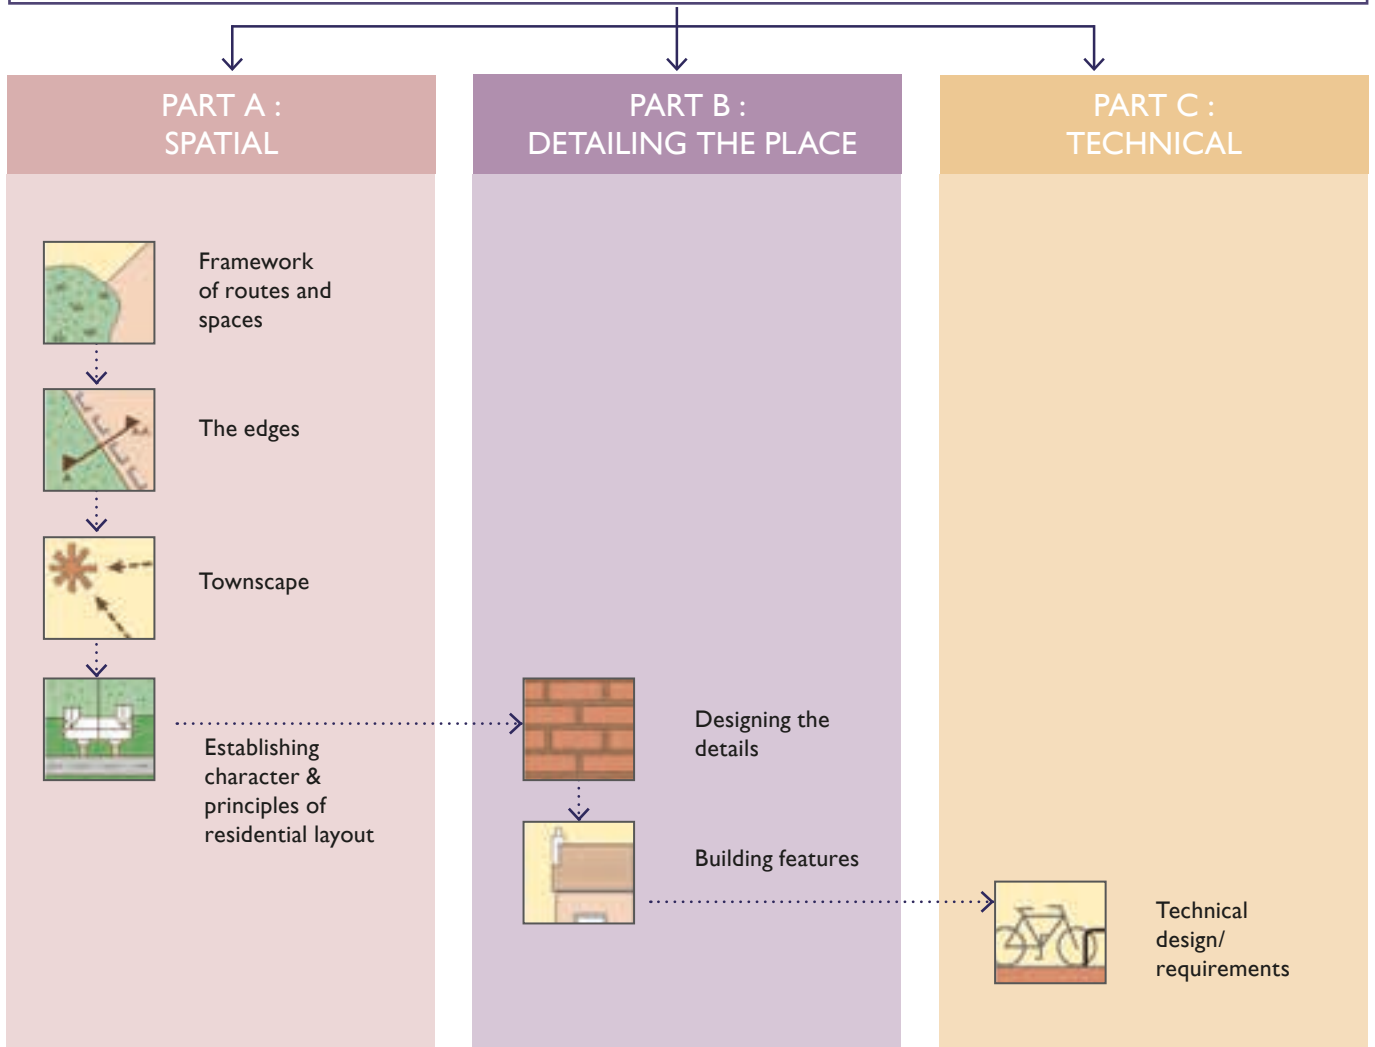 PART A :
SPATIAL
PART B :
DETAILING THE PLACE
PART C :
TECHNICAL
Framework
of routes and
spaces
The edges
Townscape
Establishing
character &
principles of
residential layout
Designing the
details
Building features
Technical
design/
requirements